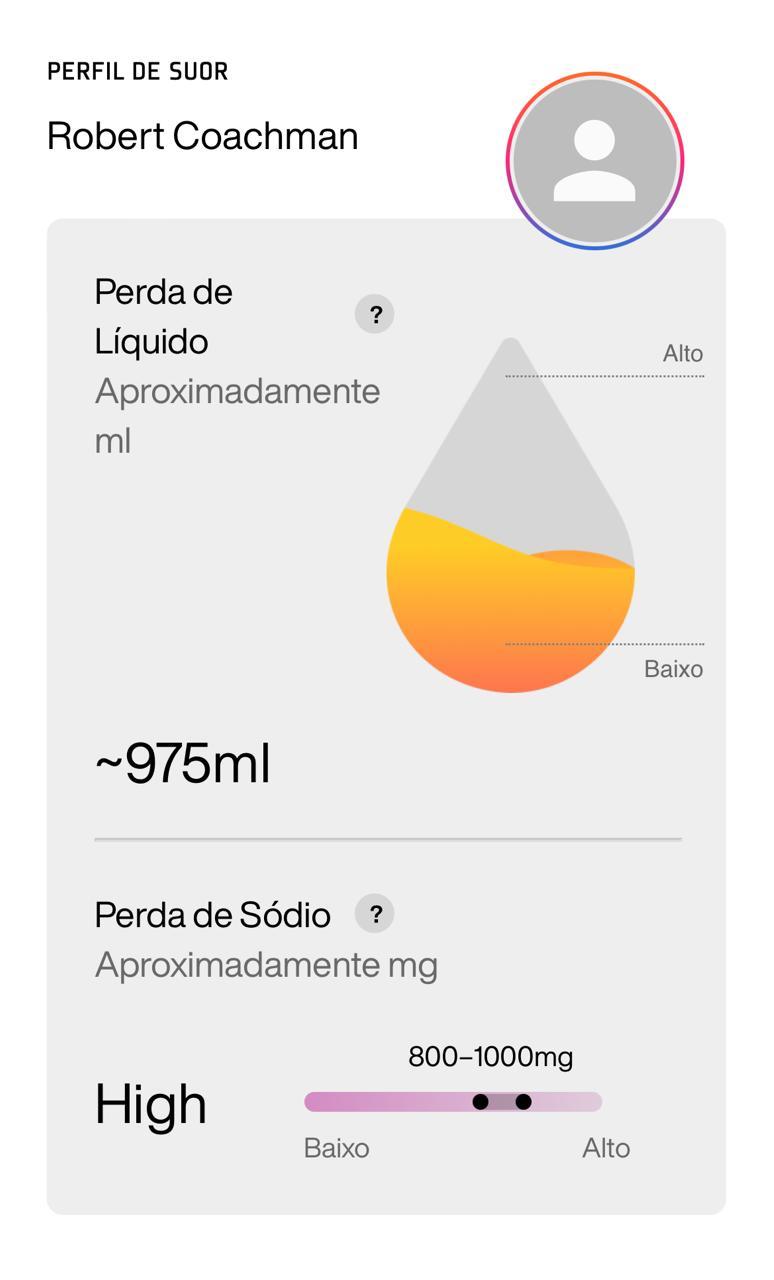 PERFIL DE SUOR
Robert Coachman
Perda de
Líquido
?
Aproximadamente
ml
Alto
Baixo
~975ml
Perda de Sódio ?
Aproximadamente mg
800–1000mg
High
Baixo Alto